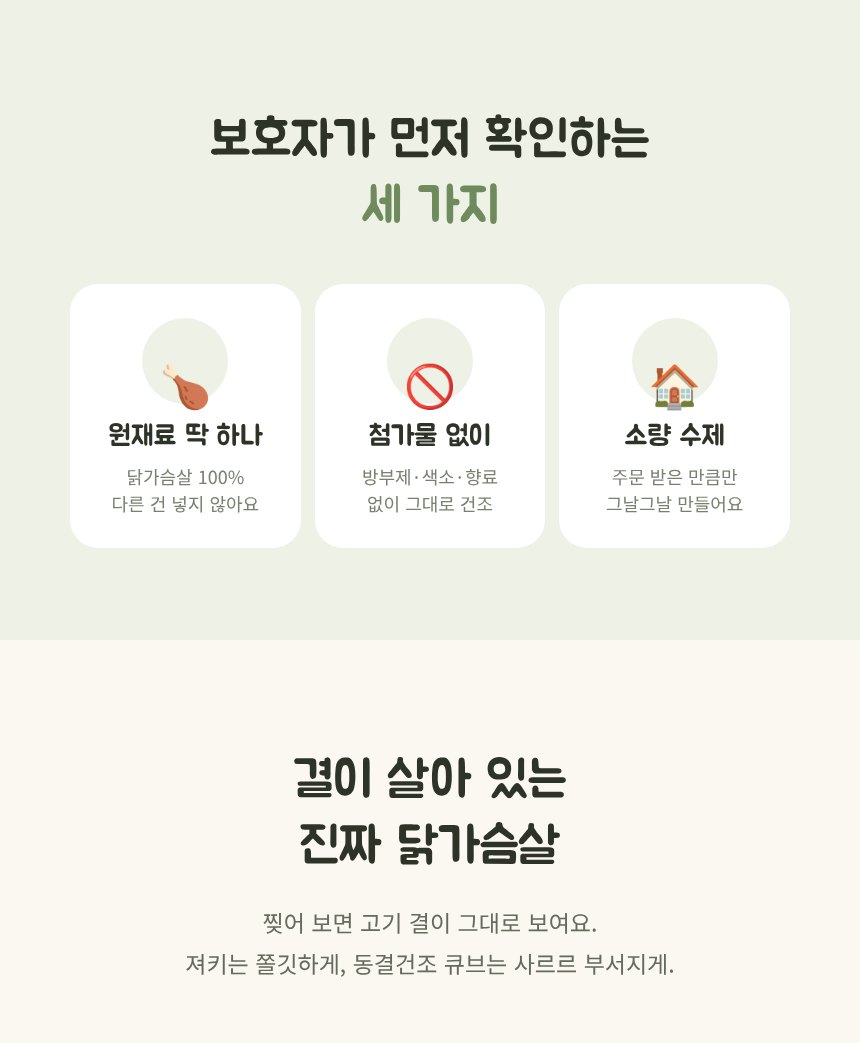 보호자가 먼저 확인하는
세 가지
원재료 딱 하나
닭가슴살 100%
다른 건 넣지 않아요
첨가물 없이
방부제·색소·향료
없이 그대로 건조
소량 수제
주문 받은 만큼만
그날그날 만들어요
결이 살아 있는
진짜 닭가슴살
찢어 보면 고기 결이 그대로 보여요.
져키는 쫄깃하게, 동결건조 큐브는 사르르 부서지게.